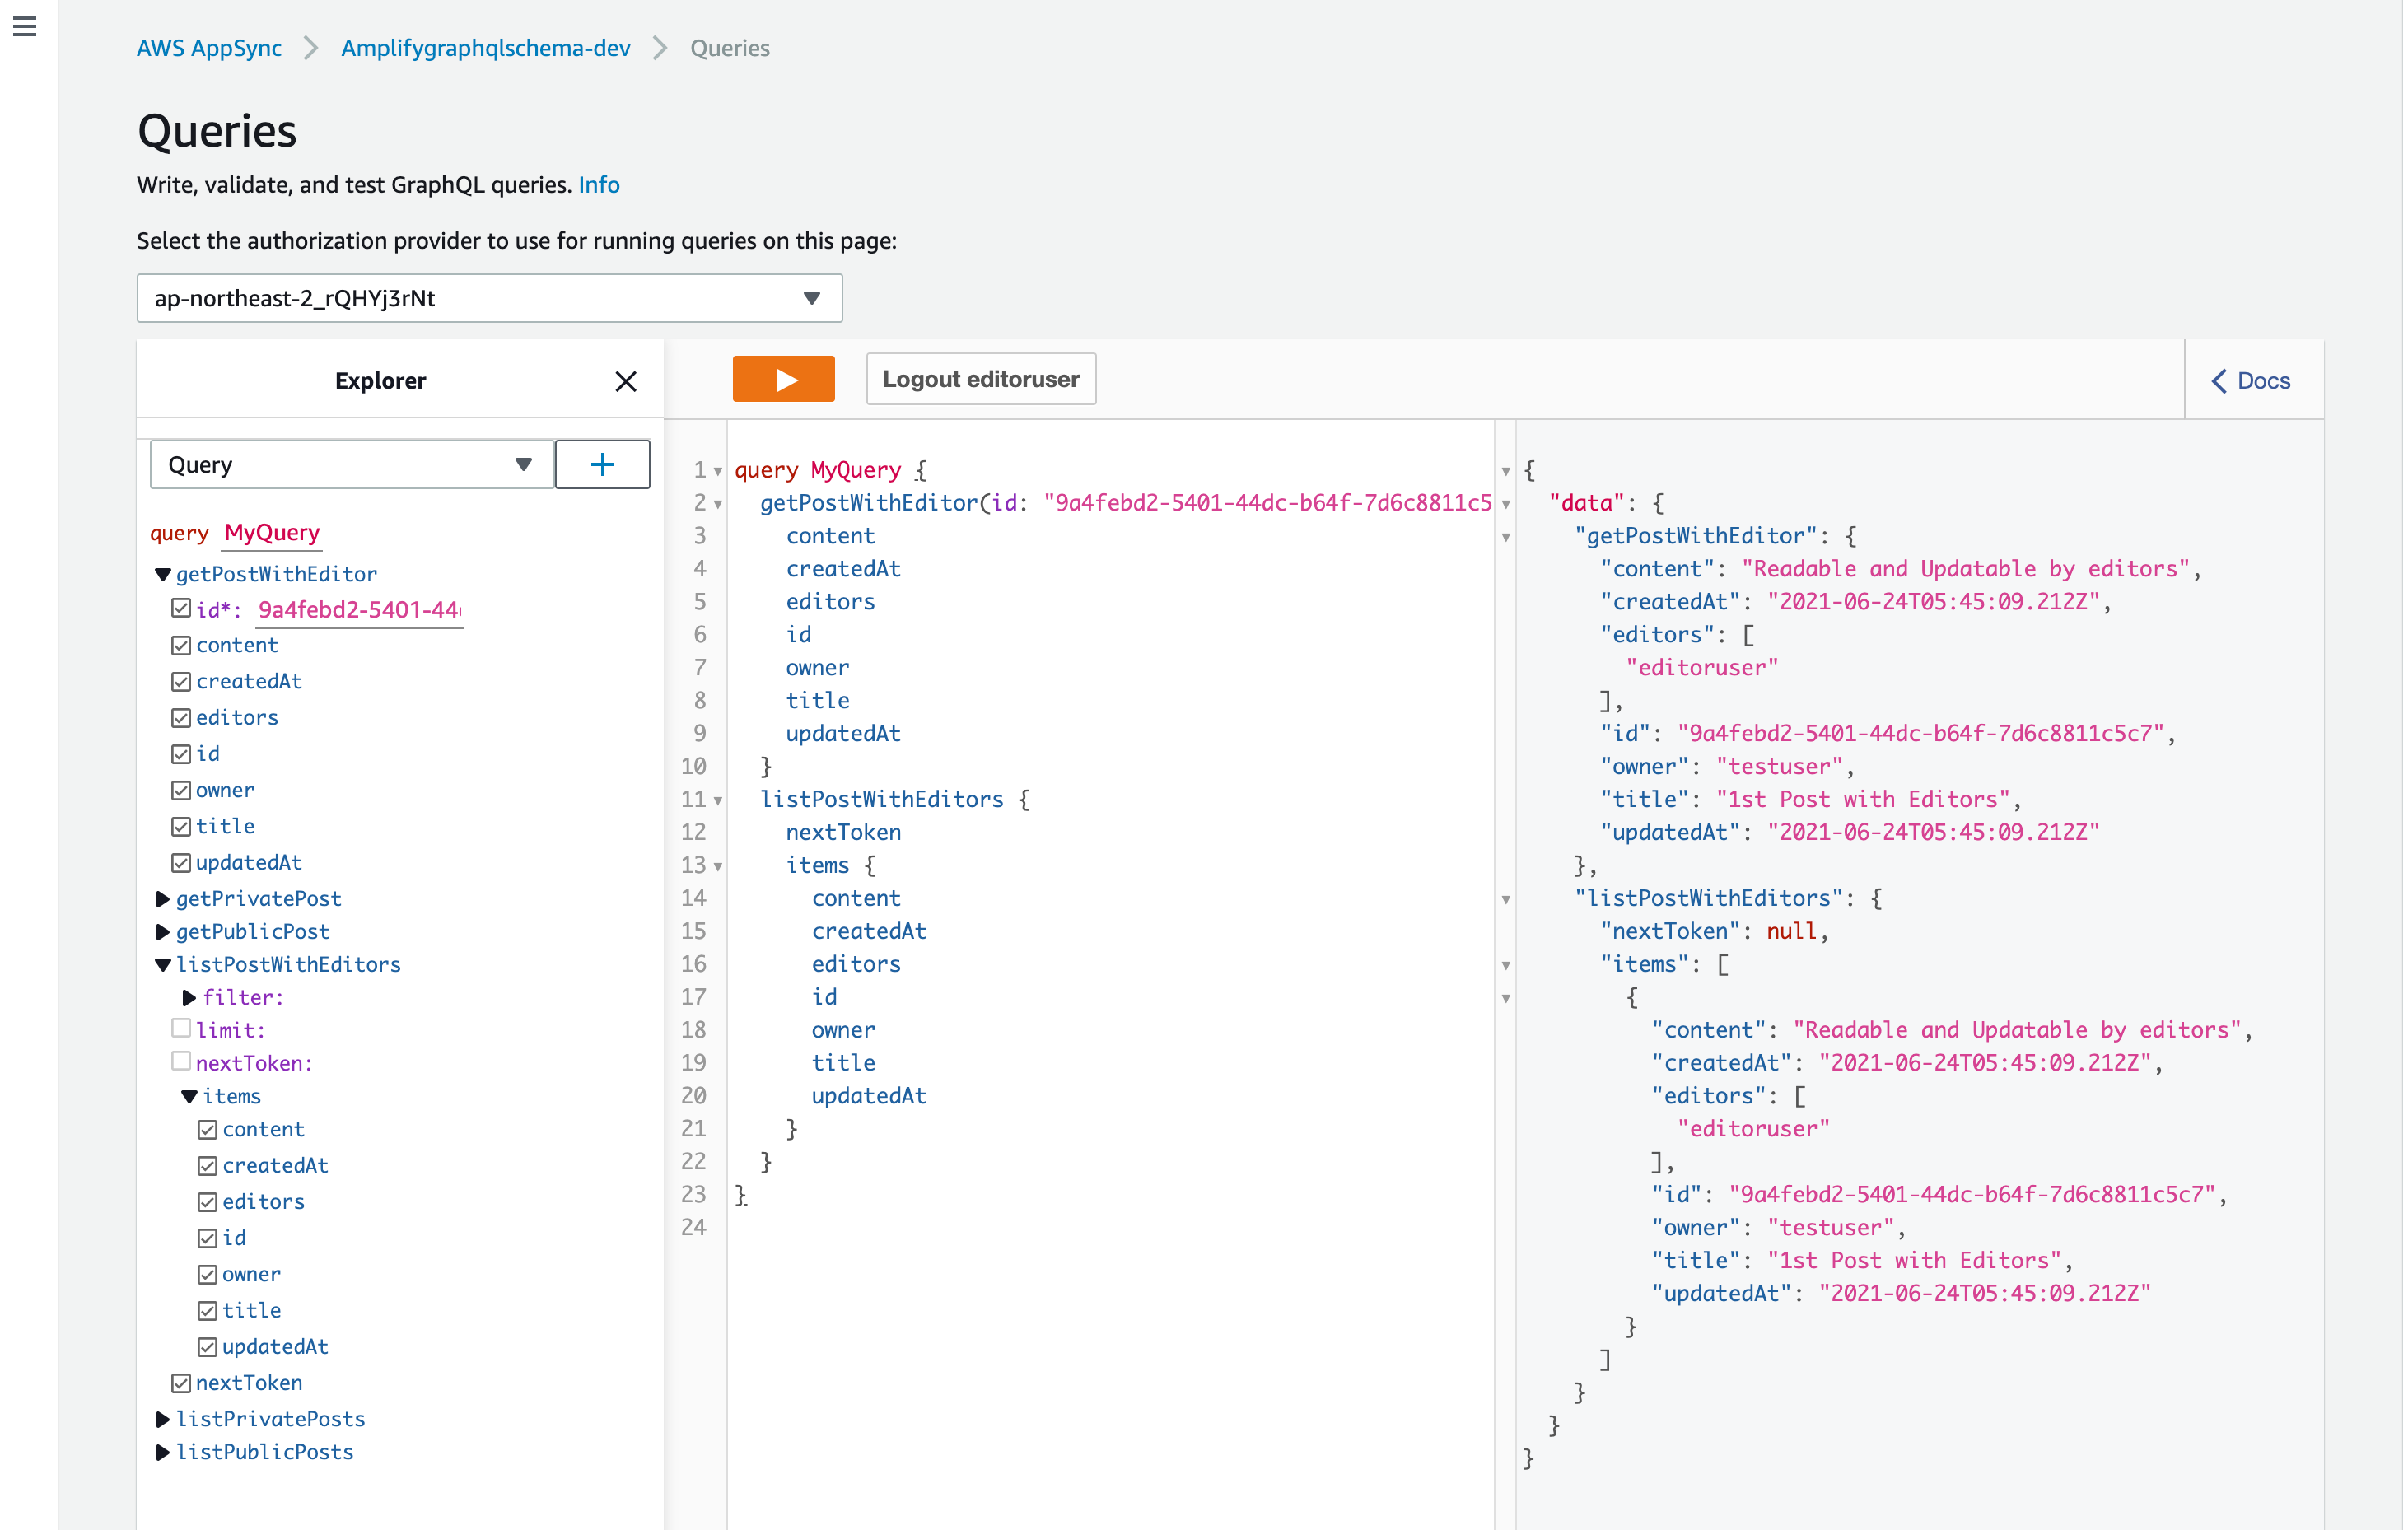 AWS AppSync > Amplifygraphqlschema-dev > Queries
Queries
Write, validate, and test GraphQL queries. Info
Select the authorization provider to use for running queries on this page:
ap-northeast-2_rQHYj3rNt
Explorer
Logout editoruser
Docs
Query
+
query MyQuery
getPostWithEditor
id*: 9a4febd2-5401-44
content
createdAt
editors
id
owner
title
updatedAt
getPrivatePost
getPublicPost
listPostWithEditors
filter:
limit:
nextToken:
items
content
createdAt
editors
id
owner
title
updatedAt
nextToken
listPrivatePosts
listPublicPosts
1 query MyQuery {
2 getPostWithEditor(id: "9a4febd2-5401-44dc-b64f-7d6c8811c5
3 content
4 createdAt
5 editors
6 id
7 owner
8 title
9 updatedAt
10 }
11 listPostWithEditors {
12 nextToken
13 items {
14 content
15 createdAt
16 editors
17 id
18 owner
19 title
20 updatedAt
21 }
22 }
23 }
24
{
"data": {
"getPostWithEditor": {
"content": "Readable and Updatable by editors",
"createdAt": "2021-06-24T05:45:09.212Z",
"editors": [
"editoruser"
],
"id": "9a4febd2-5401-44dc-b64f-7d6c8811c5c7",
"owner": "testuser",
"title": "1st Post with Editors",
"updatedAt": "2021-06-24T05:45:09.212Z"
},
"listPostWithEditors": {
"nextToken": null,
"items": [
{
"content": "Readable and Updatable by editors",
"createdAt": "2021-06-24T05:45:09.212Z",
"editors": [
"editoruser"
],
"id": "9a4febd2-5401-44dc-b64f-7d6c8811c5c7",
"owner": "testuser",
"title": "1st Post with Editors",
"updatedAt": "2021-06-24T05:45:09.212Z"
}
]
}
}
}